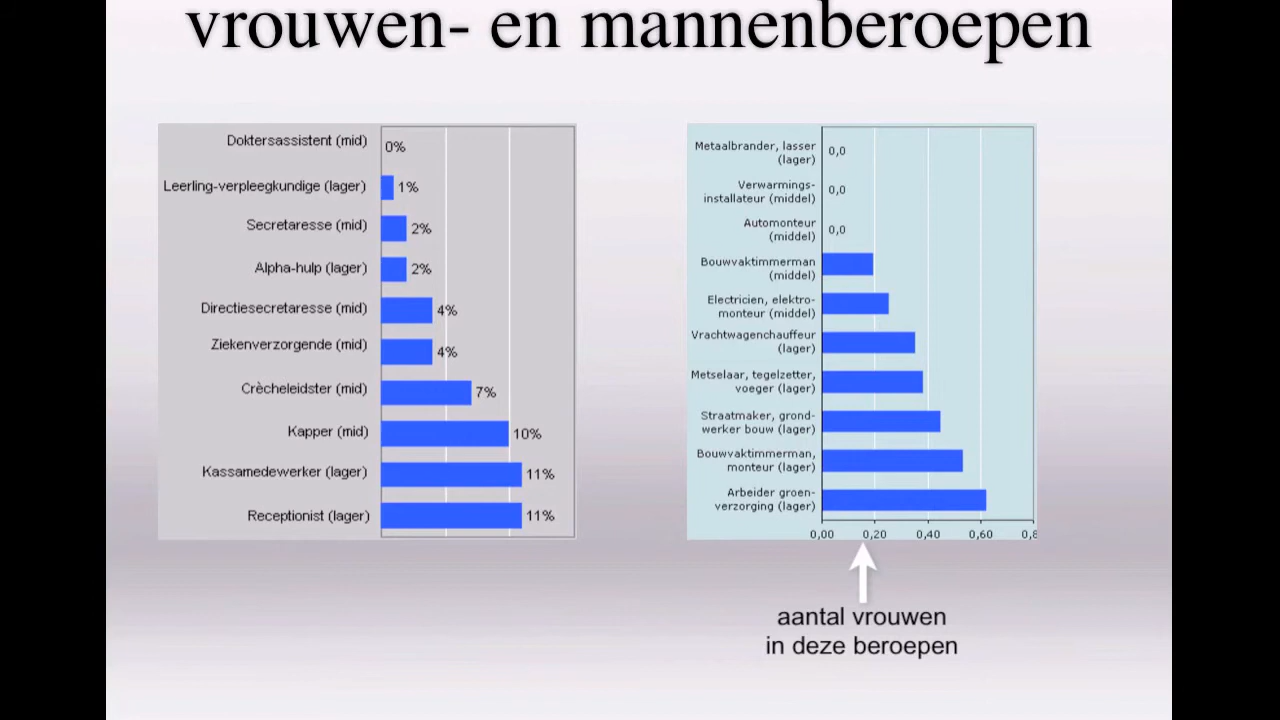 vrouwen- en mannenberoepen
Doktersassistent (mid)
0%
Leerling-verpleegkundige (lager)
1%
Secretaresse (mid)
2%
Alpha-hulp (lager)
2%
Directiesecretaresse (mid)
4%
Ziekenverzorgende (mid)
4%
Crècheleidster (mid)
7%
Kapper (mid)
10%
Kassamedewerker (lager)
11%
Receptionist (lager)
11%
Metaalbrander, lasser
(lager)
0,0
Verwarmings-
installateur (middel)
0,0
Automonteur
(middel)
0,0
Bouwvaktimmerman
(middel)
Electricien, elektro-
monteur (middel)
Vrachtwagenchauffeur
(lager)
Metselaar, tegelzetter,
voeger (lager)
Straatmaker, grond-
werker bouw (lager)
Bouwvaktimmerman,
monteur (lager)
Arbeider groen-
verzorging (lager)
0,00 0,20 0,40 0,60
aantal vrouwen
in deze beroepen